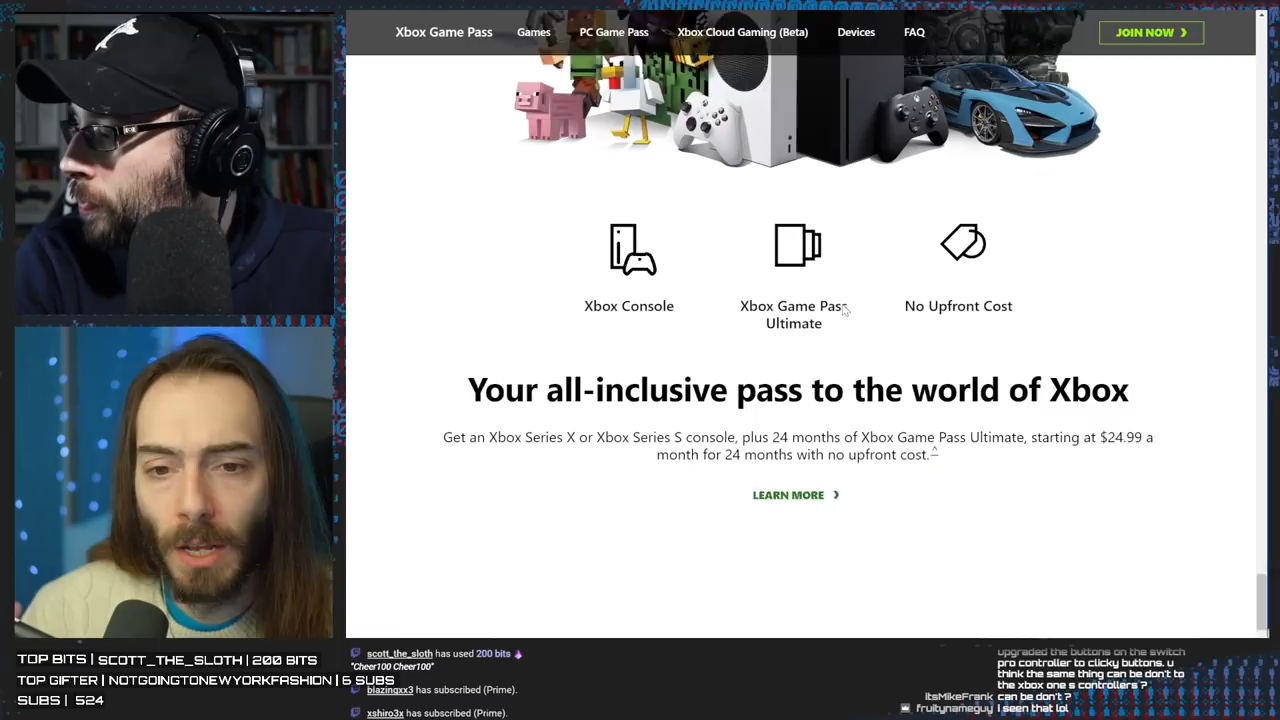 Xbox Game Pass Games PC Game Pass Xbox Cloud Gaming (Beta) Devices FAQ JOIN NOW
Xbox Console
Xbox Game Pass
Ultimate
No Upfront Cost
Your all-inclusive pass to the world of Xbox
Get an Xbox Series X or Xbox Series S console, plus 24 months of Xbox Game Pass Ultimate, starting at $24.99 a
month for 24 months with no upfront cost.^
LEARN MORE
TOP BITS | SCOTT_THE_SLOTH | 200 BITS
TOP GIFTER | NOTGOINGTONEWYORKFASHION | 6 SUBS
SUBS | 524
scott_the_sloth has used 200 bits
"Cheer100 Cheer100"
blazingxx3 has subscribed (Prime).
xshiro3x has subscribed (Prime).
upgraded the buttons on the switch
pro controller to clicky buttons. u
think the same thing can be don't to
the xbox one s controllers ?
itsMikeFrank can be don't ?
fruitynameguy I seen that lol